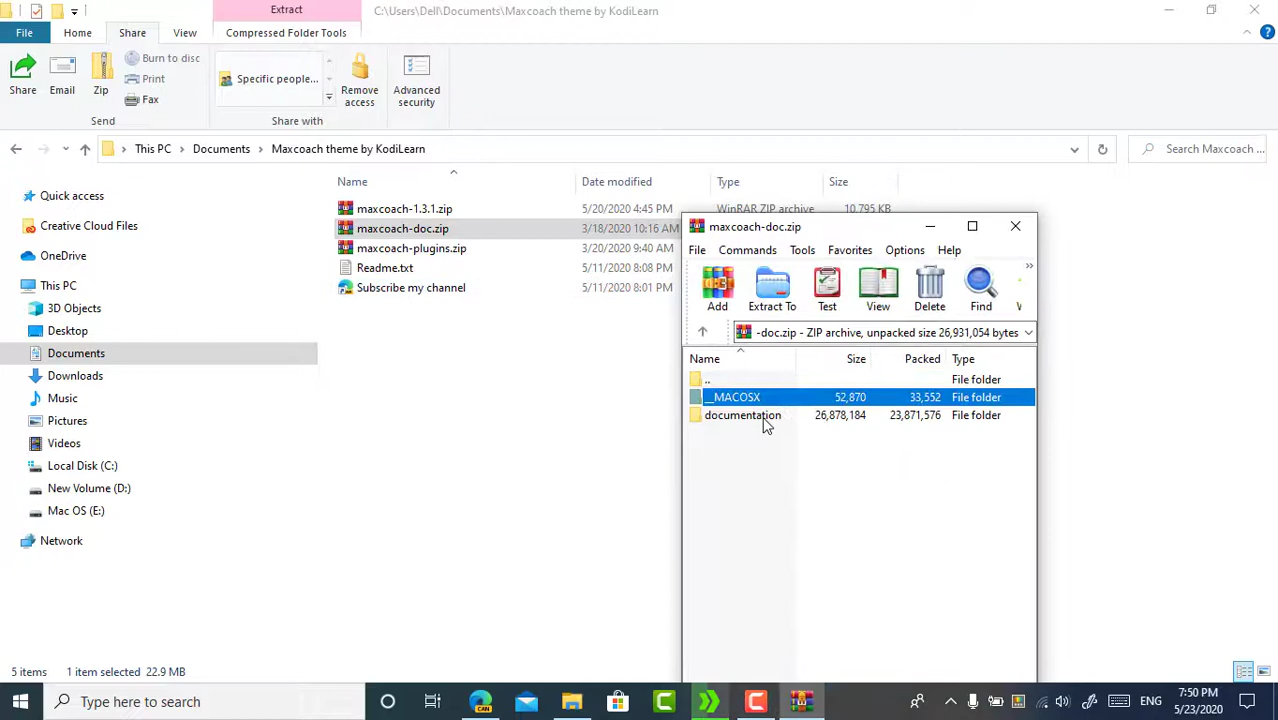 Extract
C:\Users\Dell\Documents\Maxcoach theme by KodiLearn
File Home Share View Compressed Folder Tools
Share Email Zip
Burn to disc
Print
Fax
Send
Specific people...
Share with
Remove access
Advanced security
This PC Documents Maxcoach theme by KodiLearn
Search Maxcoach ...
Name Date modified Type Size
maxcoach-1.3.1.zip 5/20/2020 4:45 PM WinRAR ZIP archive 10,795 KB
maxcoach-doc.zip 3/18/2020 10:16 AM
maxcoach-plugins.zip 3/20/2020 9:40 AM
Readme.txt 5/11/2020 8:08 PM
Subscribe my channel 5/11/2020 8:01 PM
Quick access
Creative Cloud Files
OneDrive
This PC
3D Objects
Desktop
Documents
Downloads
Music
Pictures
Videos
Local Disk (C:)
New Volume (D:)
Mac OS (E:)
Network
maxcoach-doc.zip
File Commands Tools Favorites Options Help
Add Extract To Test View Delete Find
-doc.zip - ZIP archive, unpacked size 26,931,054 bytes
Name Size Packed Type
.. File folder
__MACOSX 52,870 33,552 File folder
documentation 26,878,184 23,871,576 File folder
5 items 1 item selected 22.9 MB
Type here to search
CAN
ENG
7:50 PM
5/23/2020